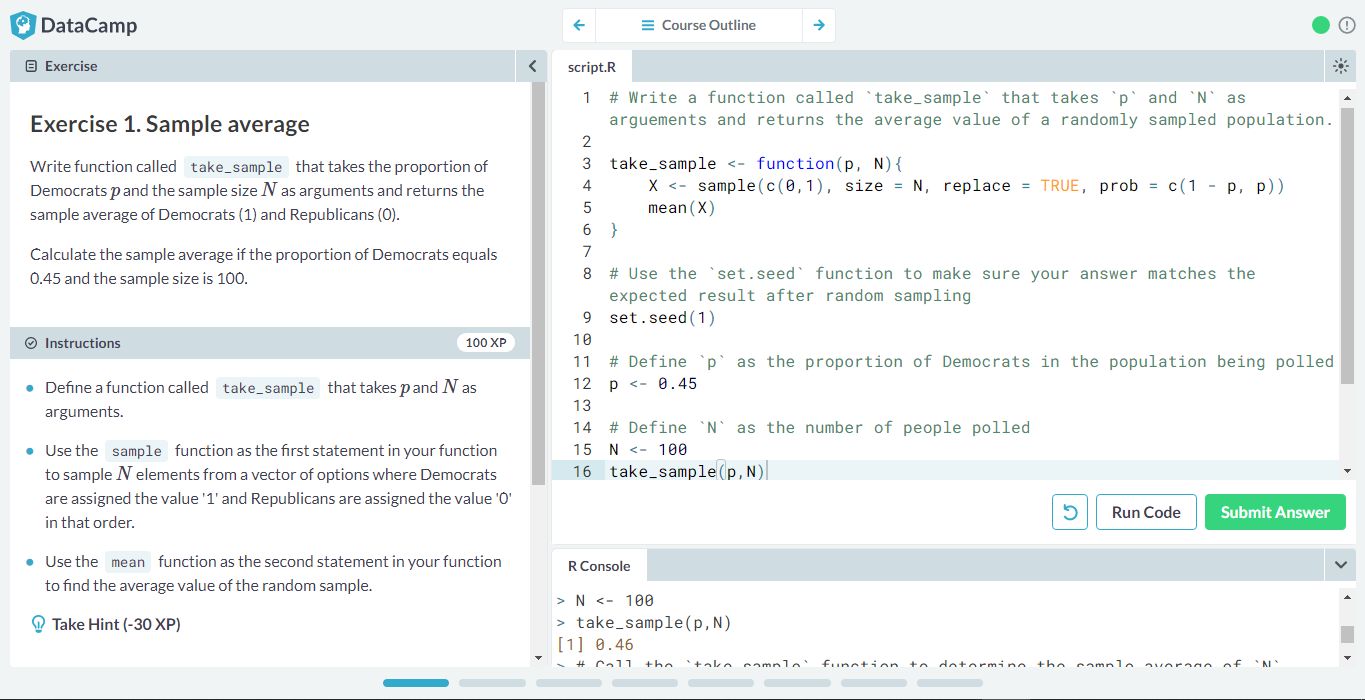 DataCamp
Course Outline
Exercise
Exercise 1. Sample average
Write function called take_sample that takes the proportion of
Democrats p and the sample size N as arguments and returns the
sample average of Democrats (1) and Republicans (0).
Calculate the sample average if the proportion of Democrats equals
0.45 and the sample size is 100.
Instructions
100 XP
Define a function called take_sample that takes p and N as
arguments.
Use the sample function as the first statement in your function
to sample N elements from a vector of options where Democrats
are assigned the value '1' and Republicans are assigned the value '0'
in that order.
Use the mean function as the second statement in your function
to find the average value of the random sample.
Take Hint (-30 XP)
script.R
1 # Write a function called `take_sample` that takes `p` and `N` as
arguements and returns the average value of a randomly sampled population.
2
3 take_sample <- function(p, N){
4 X <- sample(c(0,1), size = N, replace = TRUE, prob = c(1 - p, p))
5 mean(X)
6 }
7
8 # Use the `set.seed` function to make sure your answer matches the
expected result after random sampling
9 set.seed(1)
10
11 # Define `p` as the proportion of Democrats in the population being polled
12 p <- 0.45
13
14 # Define `N` as the number of people polled
15 N <- 100
16 take_sample(p,N)
Run Code
Submit Answer
R Console
> N <- 100
> take_sample(p,N)
[1] 0.46
> # Call the `take_sample` function to determine the sample average of `N`